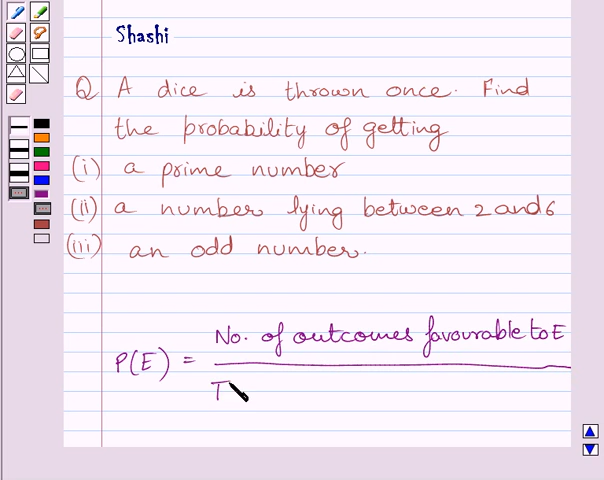 Shashi
Q A dice is thrown once. Find
the probability of getting
(i) a prime number
(ii) a number lying between 2 and 6
(iii) an odd number.
No. of outcomes favourable to E
P(E) =
T